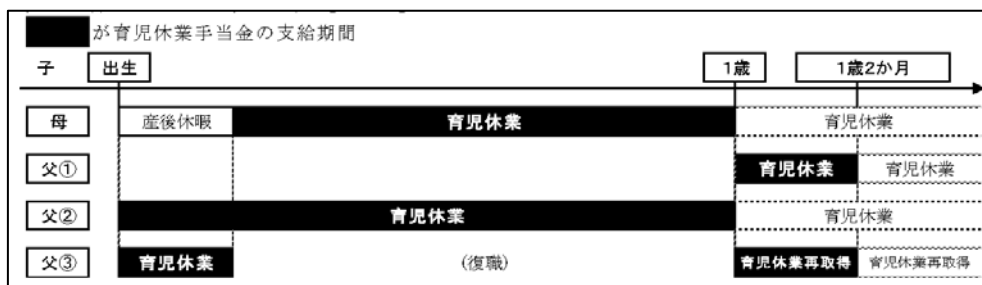 が育児休業手当金の支給期間
子 出生 1歳 1歳2か月
母 産後休暇 育児休業 育児休業
父① 育児休業 育児休業
父② 育児休業 育児休業
父③ 育児休業 (復職) 育児休業再取得 育児休業再取得